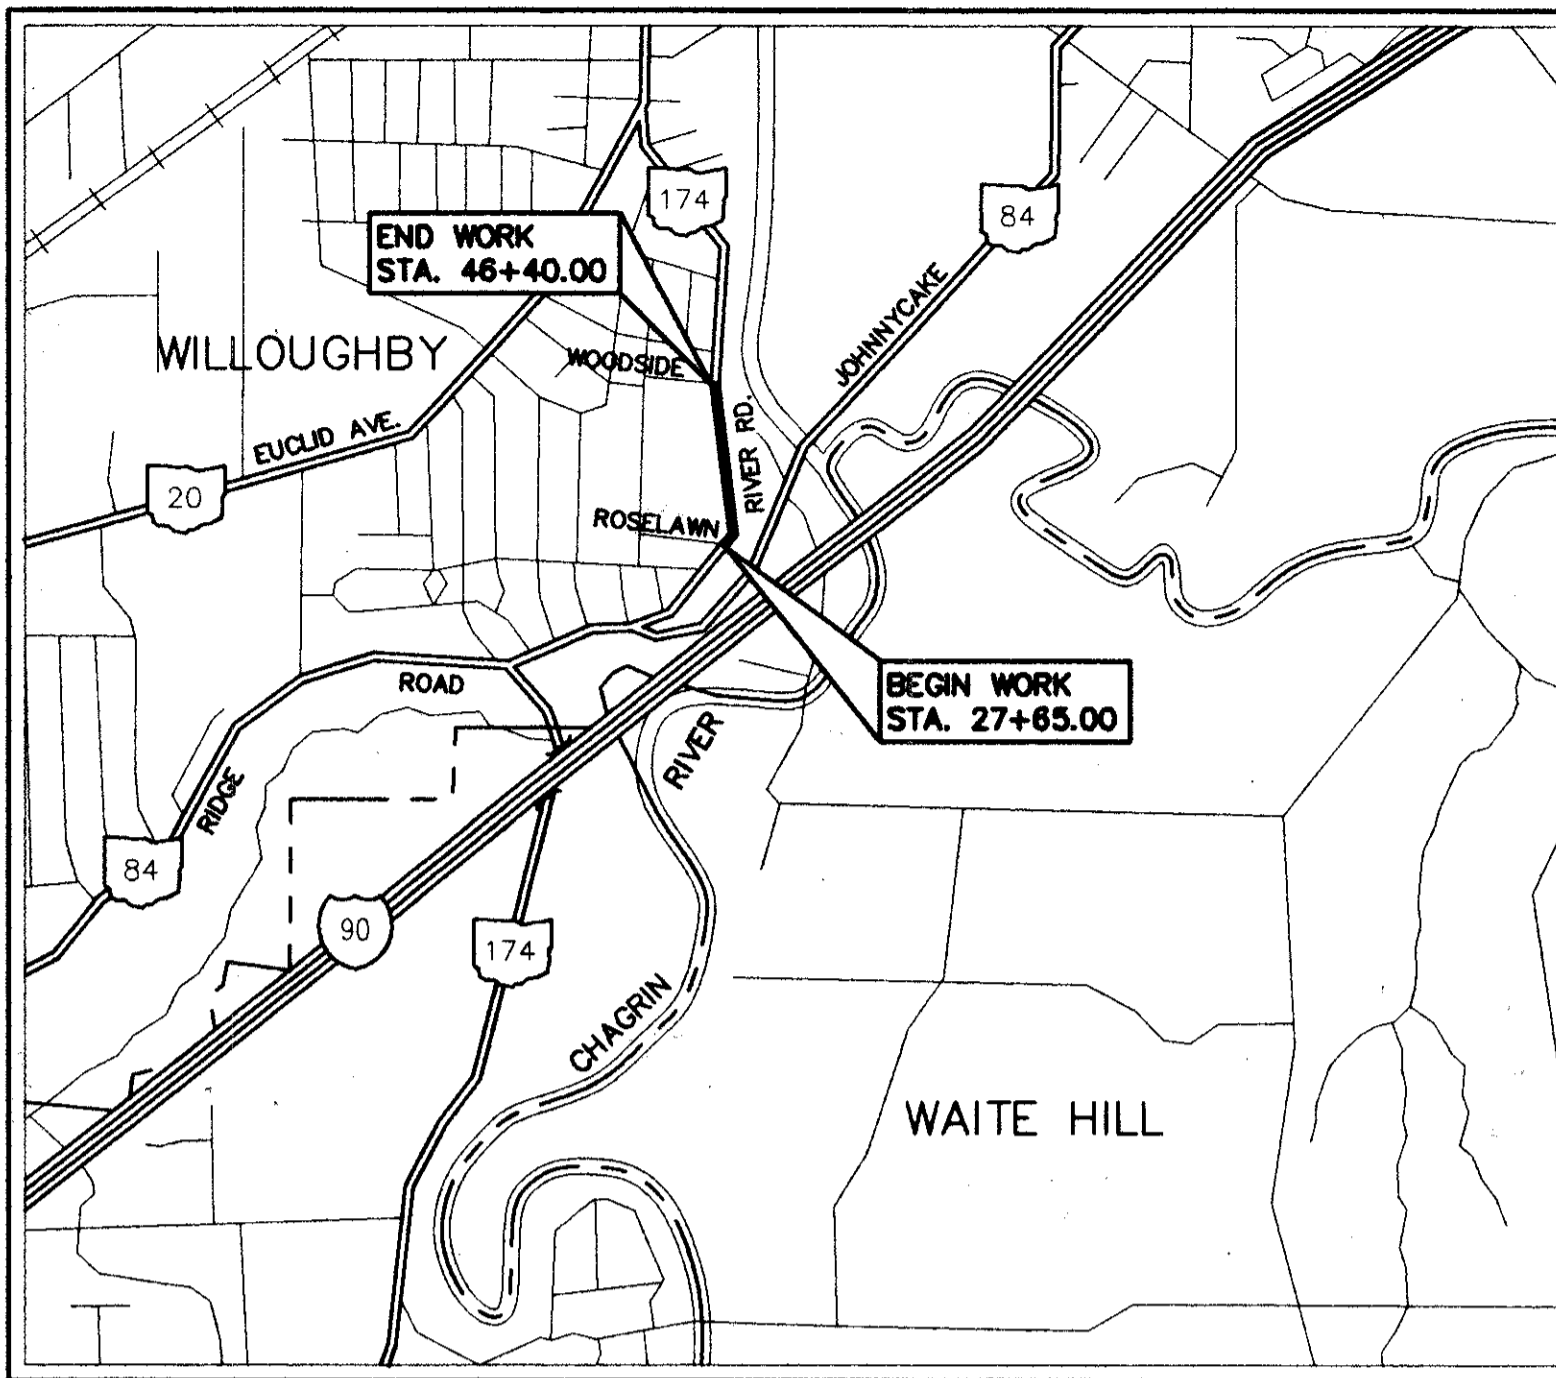 174
84
END WORK
STA. 46+40.00
JOHNNYCAKE
WILLOUGHBY
WOODSIDE
EUCLID AVE.
RIVER RD.
20
ROSELAWN
ROAD
BEGIN WORK
STA. 27+65.00
RIVER
RIDGE
84
90
174
CHAGRIN
WAITE HILL